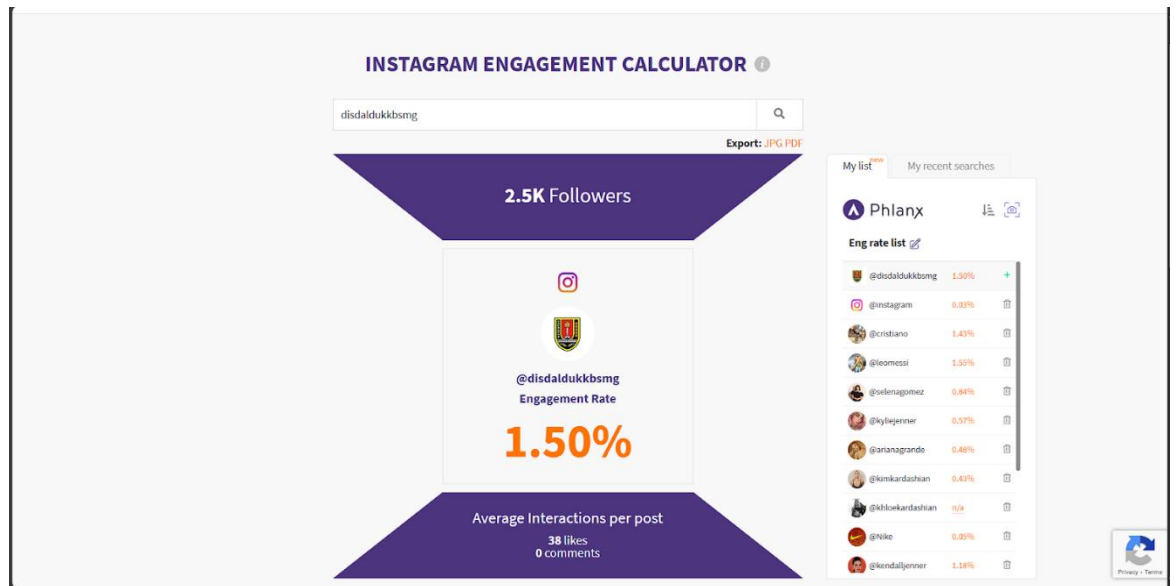 INSTAGRAM ENGAGEMENT CALCULATOR i
disdaldukkbsmg
Export: JPG PDF
2.5K Followers
@disdaldukkbsmg
Engagement Rate
1.50%
Average Interactions per post
38 likes
0 comments
My list new My recent searches
Phlanx
Eng rate list
@disdaldukkbsmg 1.50% +
@instagram 0.03%
@cristiano 1.43%
@leomessi 1.55%
@selenagomez 0.84%
@kyliejenner 0.57%
@arianagrande 0.46%
@kimkardashian 0.43%
@khloekardashian n/a
@Nike 0.05%
@kendalljenner 1.18%
Privacy - Terms